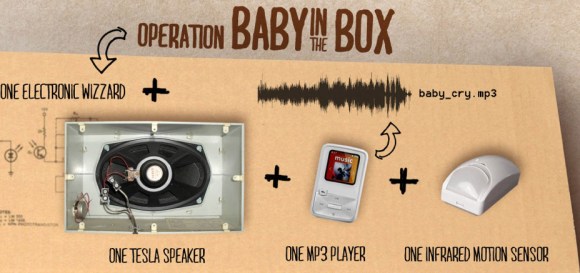 OPERATION BABY IN THE BOX
ONE ELECTRONIC WIZZARD +
baby_cry.mp3
music
+ +
ONE TESLA SPEAKER
ONE MP3 PLAYER
ONE INFRARED MOTION SENSOR